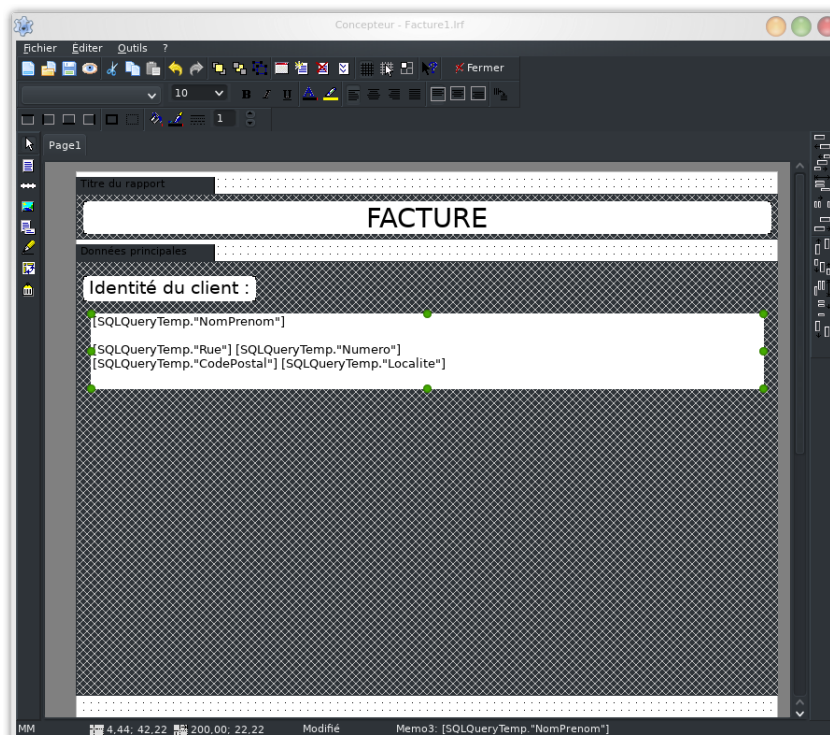 Concepteur - Facture1.lrf
Fichier Éditer Outils ?
Fermer
10
B I U
1
Page1
Titre du rapport
FACTURE
Données principales
Identité du client :
[SQLQueryTemp."NomPrenom"]
[SQLQueryTemp."Rue"] [SQLQueryTemp."Numero"]
[SQLQueryTemp."CodePostal"] [SQLQueryTemp."Localite"]
MM 4,44; 42,22 200,00; 22,22 Modifié Memo3: [SQLQueryTemp."NomPrenom"]